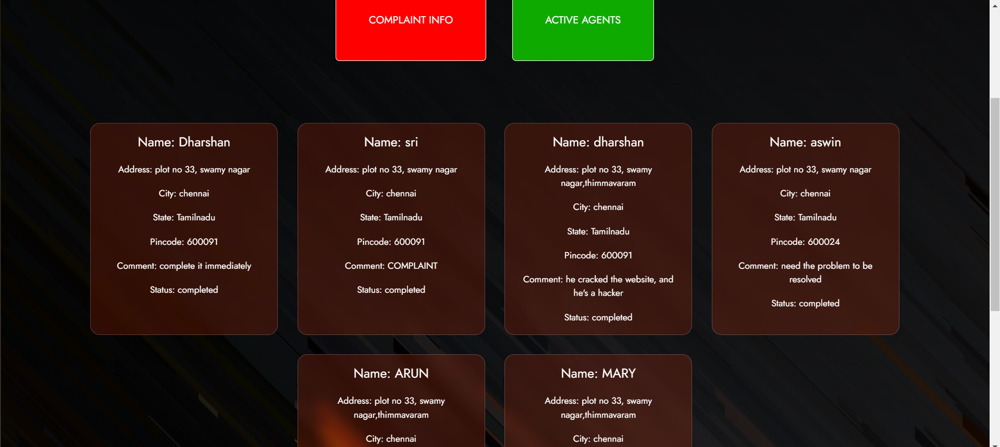 COMPLAINT INFO
ACTIVE AGENTS
Name: Dharshan
Address: plot no 33, swamy nagar
City: chennai
State: Tamilnadu
Pincode: 600091
Comment: complete it immediately
Status: completed
Name: sri
Address: plot no 33, swamy nagar
City: chennai
State: Tamilnadu
Pincode: 600091
Comment: COMPLAINT
Status: completed
Name: dharshan
Address: plot no 33, swamy
nagar,thimmavaram
City: chennai
State: Tamilnadu
Pincode: 600091
Comment: he cracked the website, and
he's a hacker
Status: completed
Name: aswin
Address: plot no 33, swamy nagar
City: chennai
State: Tamilnadu
Pincode: 600024
Comment: need the problem to be
resolved
Status: completed
Name: ARUN
Address: plot no 33, swamy
nagar,thimmavaram
City: chennai
Name: MARY
Address: plot no 33, swamy
nagar,thimmavaram
City: chennai